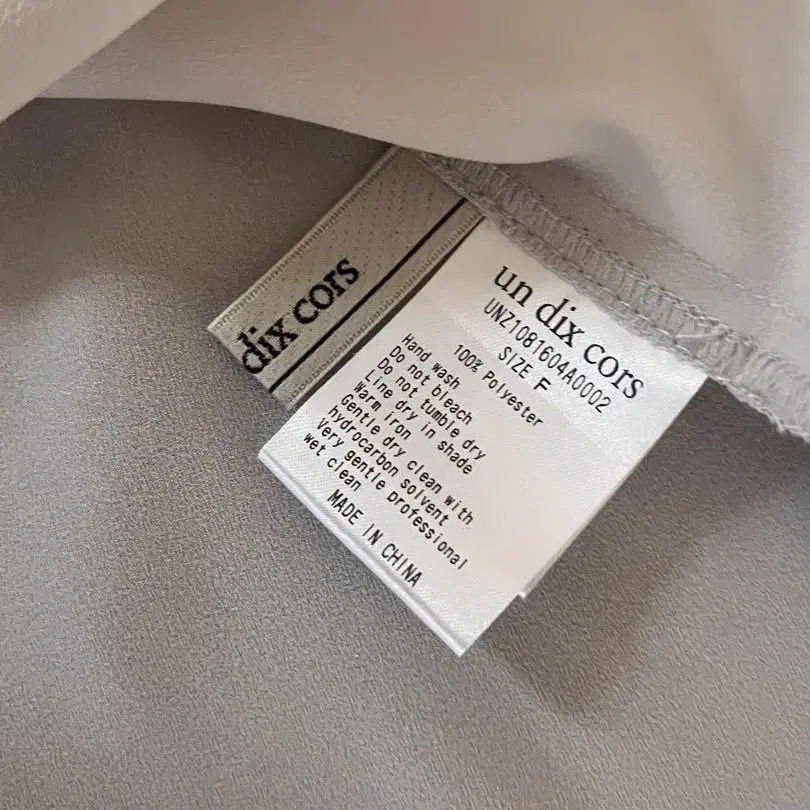 dix cors
un dix cors
UNZ1081604A0002
SIZE F
100% Polyester
Hand wash
Do not bleach
Do not tumble dry
Line dry in shade
Warm iron
Gentle dry clean with
hydrocarbon solvent
Very gentle professional
wet clean
MADE IN CHINA